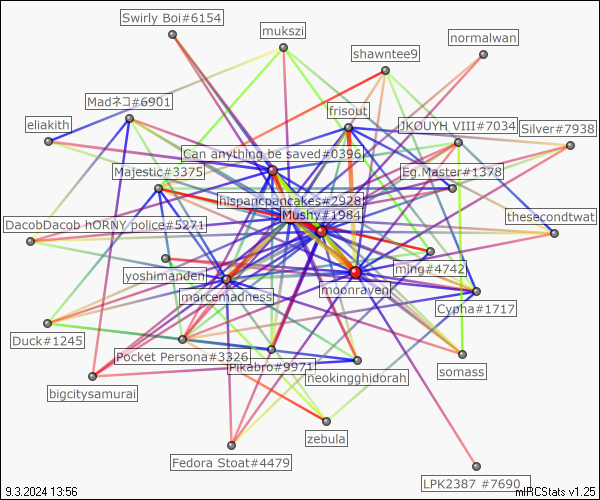 Swirly Boi#6154
mukszi
normalwan
shawntee9
Madネコ#6901
frisout
eliakith
JKOUYH VIII#7034
Silver#7938
Can anything be saved#0396
Majestic#3375
Eg.Master#1378
hispanpancakes#2928
Mushy#1984
thesecondtwat
DacobDacob hORNY police#5271
yoshimanden
ming#4742
moonraven
marcemadness
Cypha#1717
Duck#1245
Pocket Persona#3326
Pikabro#9971
somass
neokingghidorah
bigcitysamurai
zebula
Fedora Stoat#4479
LPK2387 #7690
9.3.2024 13:56
mIRCStats v1.25